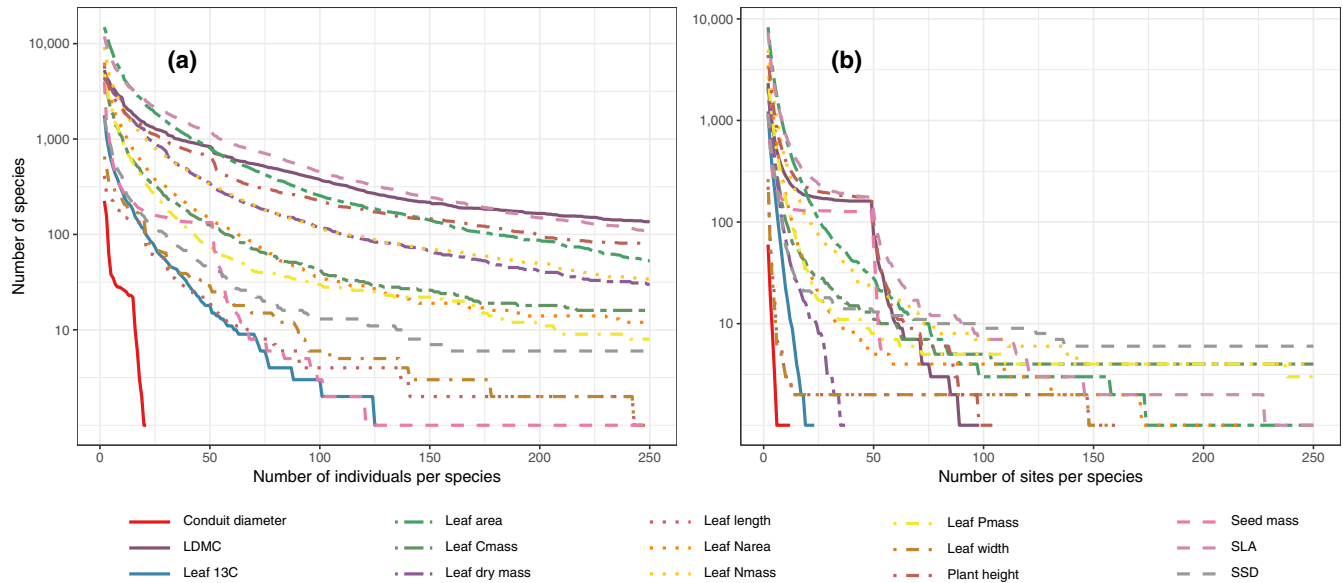 (a)
(b)
10,000
1,000
100
10
Number of species
0
50
100
150
200
250
Number of individuals per species
10,000
1,000
100
10
0
50
100
150
200
250
Number of sites per species
Conduit diameter
LDMC
Leaf 13C
Leaf area
Leaf Cmass
Leaf dry mass
Leaf length
Leaf Narea
Leaf Nmass
Leaf Pmass
Leaf width
Plant height
Seed mass
SLA
SSD